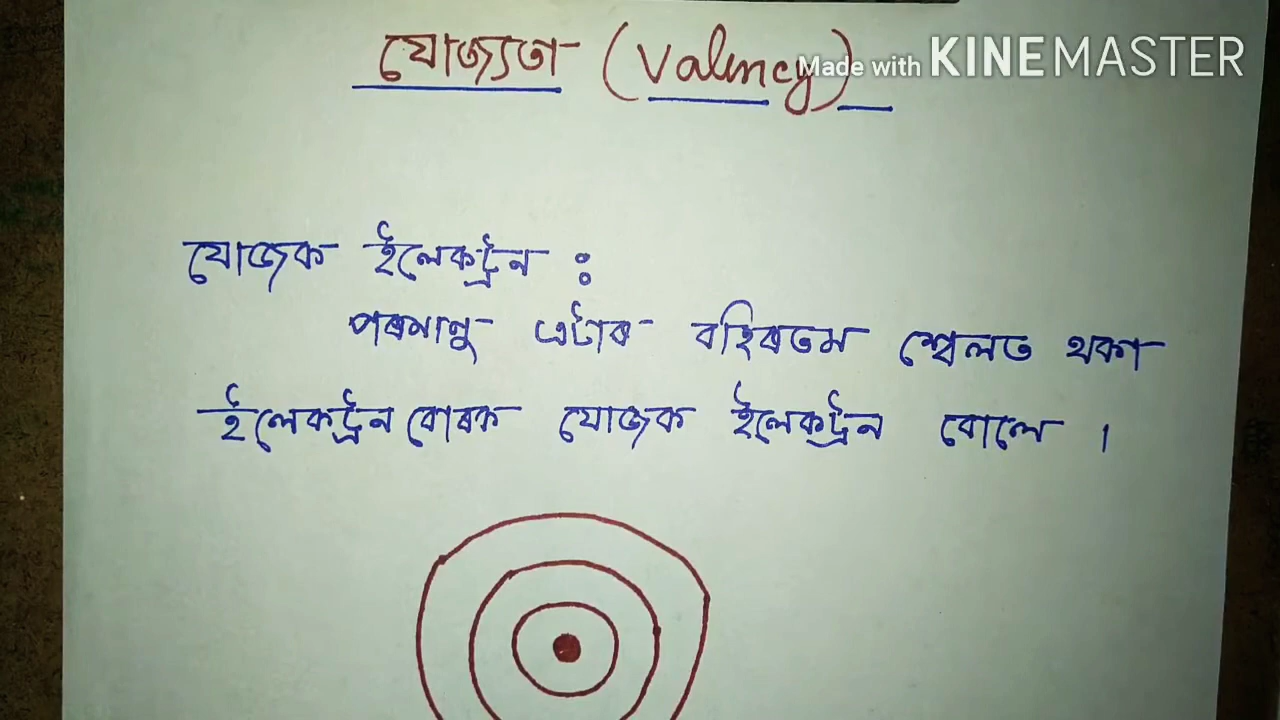 যোজ্যতা (Valency)
Made with KINEMASTER
যোজক ইলেকট্ৰন :
পৰমানু এটাৰ বহিৰতম শ্বেলত থকা
ইলেকট্ৰন বোৰক যোজক ইলেকট্ৰন বোলে ।